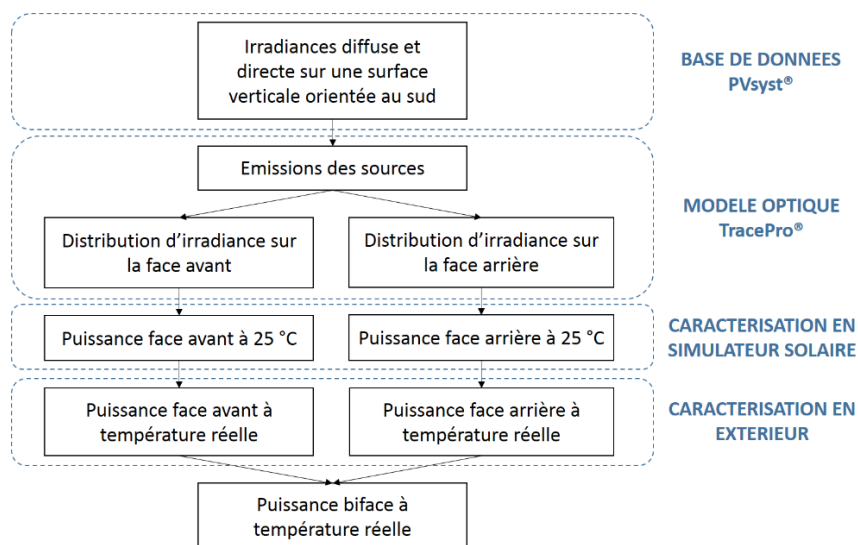 Irradiances diffuse et
directe sur une surface
verticale orientée au sud
BASE DE DONNEES
PVsyst®
Emissions des sources
Distribution d'irradiance sur
la face avant
Distribution d'irradiance sur
la face arrière
MODELE OPTIQUE
TracePro®
Puissance face avant à 25 °C
Puissance face arrière à 25 °C
CARACTERISATION EN
SIMULATEUR SOLAIRE
Puissance face avant à
température réelle
Puissance face arrière à
température réelle
CARACTERISATION EN
EXTERIEUR
Puissance biface à
température réelle